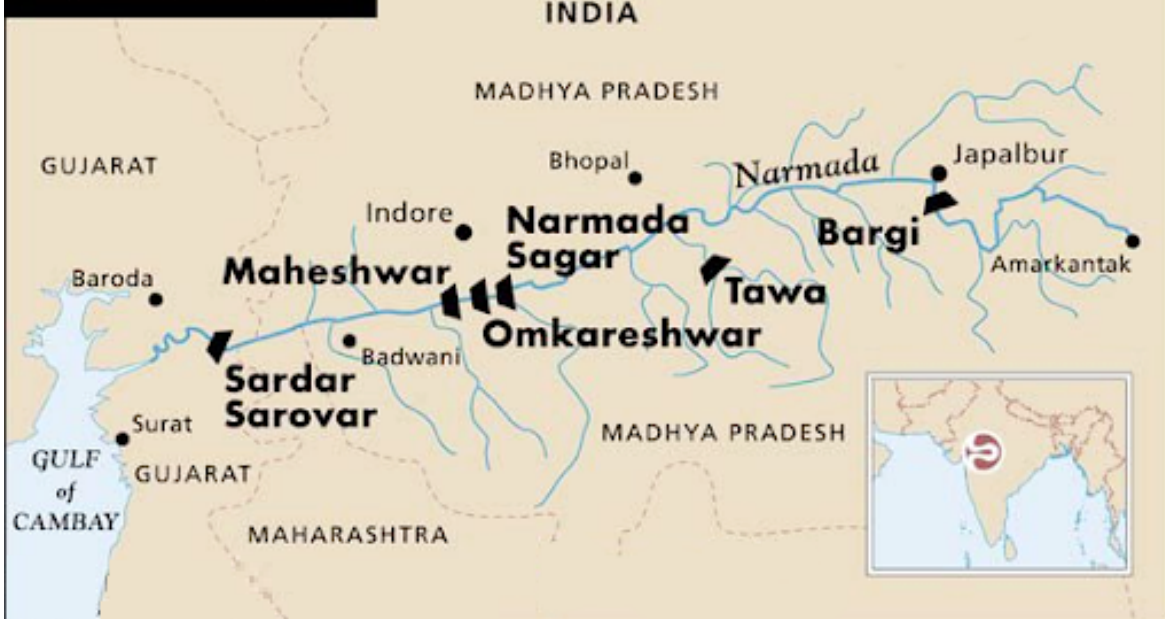 INDIA
MADHYA PRADESH
GUJARAT
Bhopal
Narmada
Japalbur
Indore
Narmada
Sagar
Bargi
Maheshwar
Baroda
Tawa
Amarkantak
Omkareshwar
Badwani
Sardar
Sarovar
Surat
MADHYA PRADESH
GULF
of
CAMBAY
GUJARAT
MAHARASHTRA